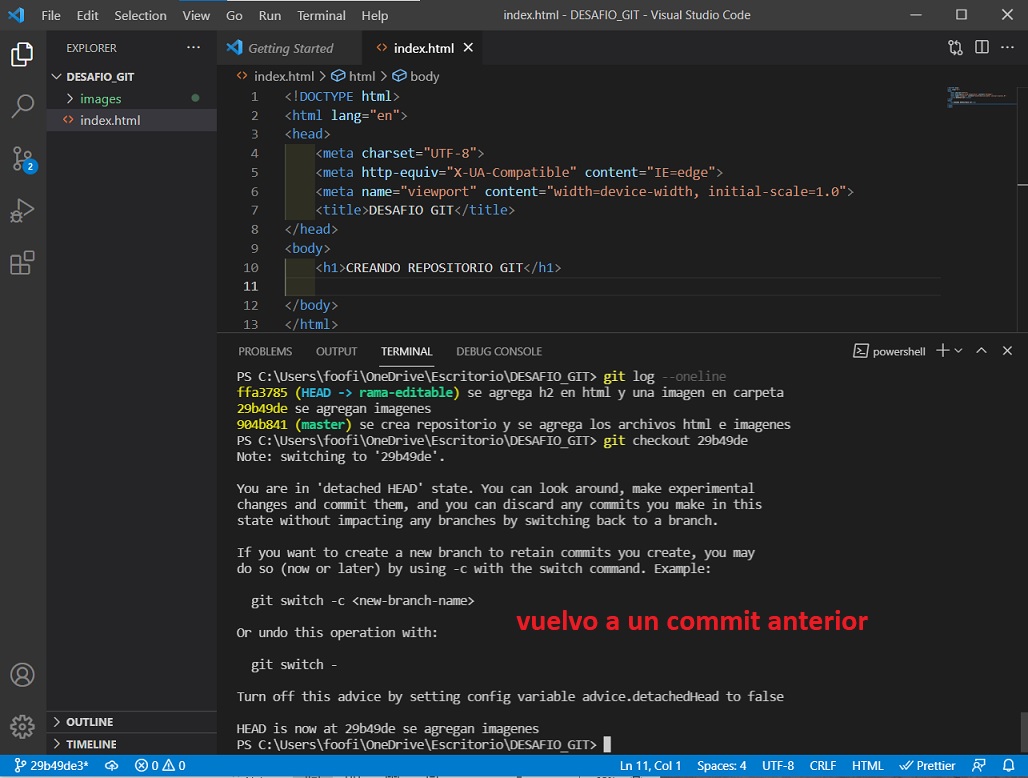 File Edit Selection View Go Run Terminal Help index.html - DESAFIO_GIT - Visual Studio Code
EXPLORER
DESAFIO_GIT
images
index.html
2
Getting Started index.html
index.html > html > body
1 <!DOCTYPE html>
2 <html lang="en">
3 <head>
4 <meta charset="UTF-8">
5 <meta http-equiv="X-UA-Compatible" content="IE=edge">
6 <meta name="viewport" content="width=device-width, initial-scale=1.0">
7 <title>DESAFIO GIT</title>
8 </head>
9 <body>
10 <h1>CREANDO REPOSITORIO GIT</h1>
11
12 </body>
13 </html>
PROBLEMS OUTPUT TERMINAL DEBUG CONSOLE powershell
PS C:\Users\foofi\OneDrive\Escritorio\DESAFIO_GIT> git log --oneline
ffa3785 (HEAD -> rama-editable) se agrega h2 en html y una imagen en carpeta
29b49de se agregan imagenes
904b841 (master) se crea repositorio y se agrega los archivos html e imagenes
PS C:\Users\foofi\OneDrive\Escritorio\DESAFIO_GIT> git checkout 29b49de
Note: switching to '29b49de'.
You are in 'detached HEAD' state. You can look around, make experimental
changes and commit them, and you can discard any commits you make in this
state without impacting any branches by switching back to a branch.
If you want to create a new branch to retain commits you create, you may
do so (now or later) by using -c with the switch command. Example:
git switch -c <new-branch-name>
vuelvo a un commit anterior
Or undo this operation with:
git switch -
Turn off this advice by setting config variable advice.detachedHead to false
HEAD is now at 29b49de se agregan imagenes
PS C:\Users\foofi\OneDrive\Escritorio\DESAFIO_GIT>
OUTLINE
TIMELINE
29b49de3* 0 0 Ln 11, Col 1 Spaces: 4 UTF-8 CRLF HTML Prettier